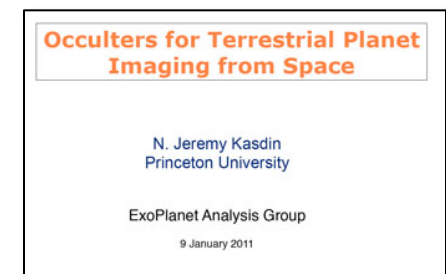 Occulters for Terrestrial Planet
Imaging from Space
N. Jeremy Kasdin
Princeton University
ExoPlanet Analysis Group
9 January 2011